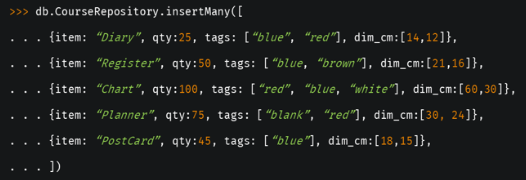 >>> db.CourseRepository.insertMany([
. . . {item: “Diary”, qty:25, tags: [“blue”, “red”], dim_cm:[14,12]},
. . . {item: “Register”, qty:50, tags: [“blue, “brown”], dim_cm:[21,16]},
. . . {item: “Chart”, qty:100, tags: [“red”, “blue, “white”], dim_cm:[60,30]},
. . . {item: “Planner”, qty:75, tags: [“blank”, “red”], dim_cm:[30, 24]},
. . . {item: “PostCard”, qty:45, tags: [“blue”], dim_cm:[18,15]},
. . . ])